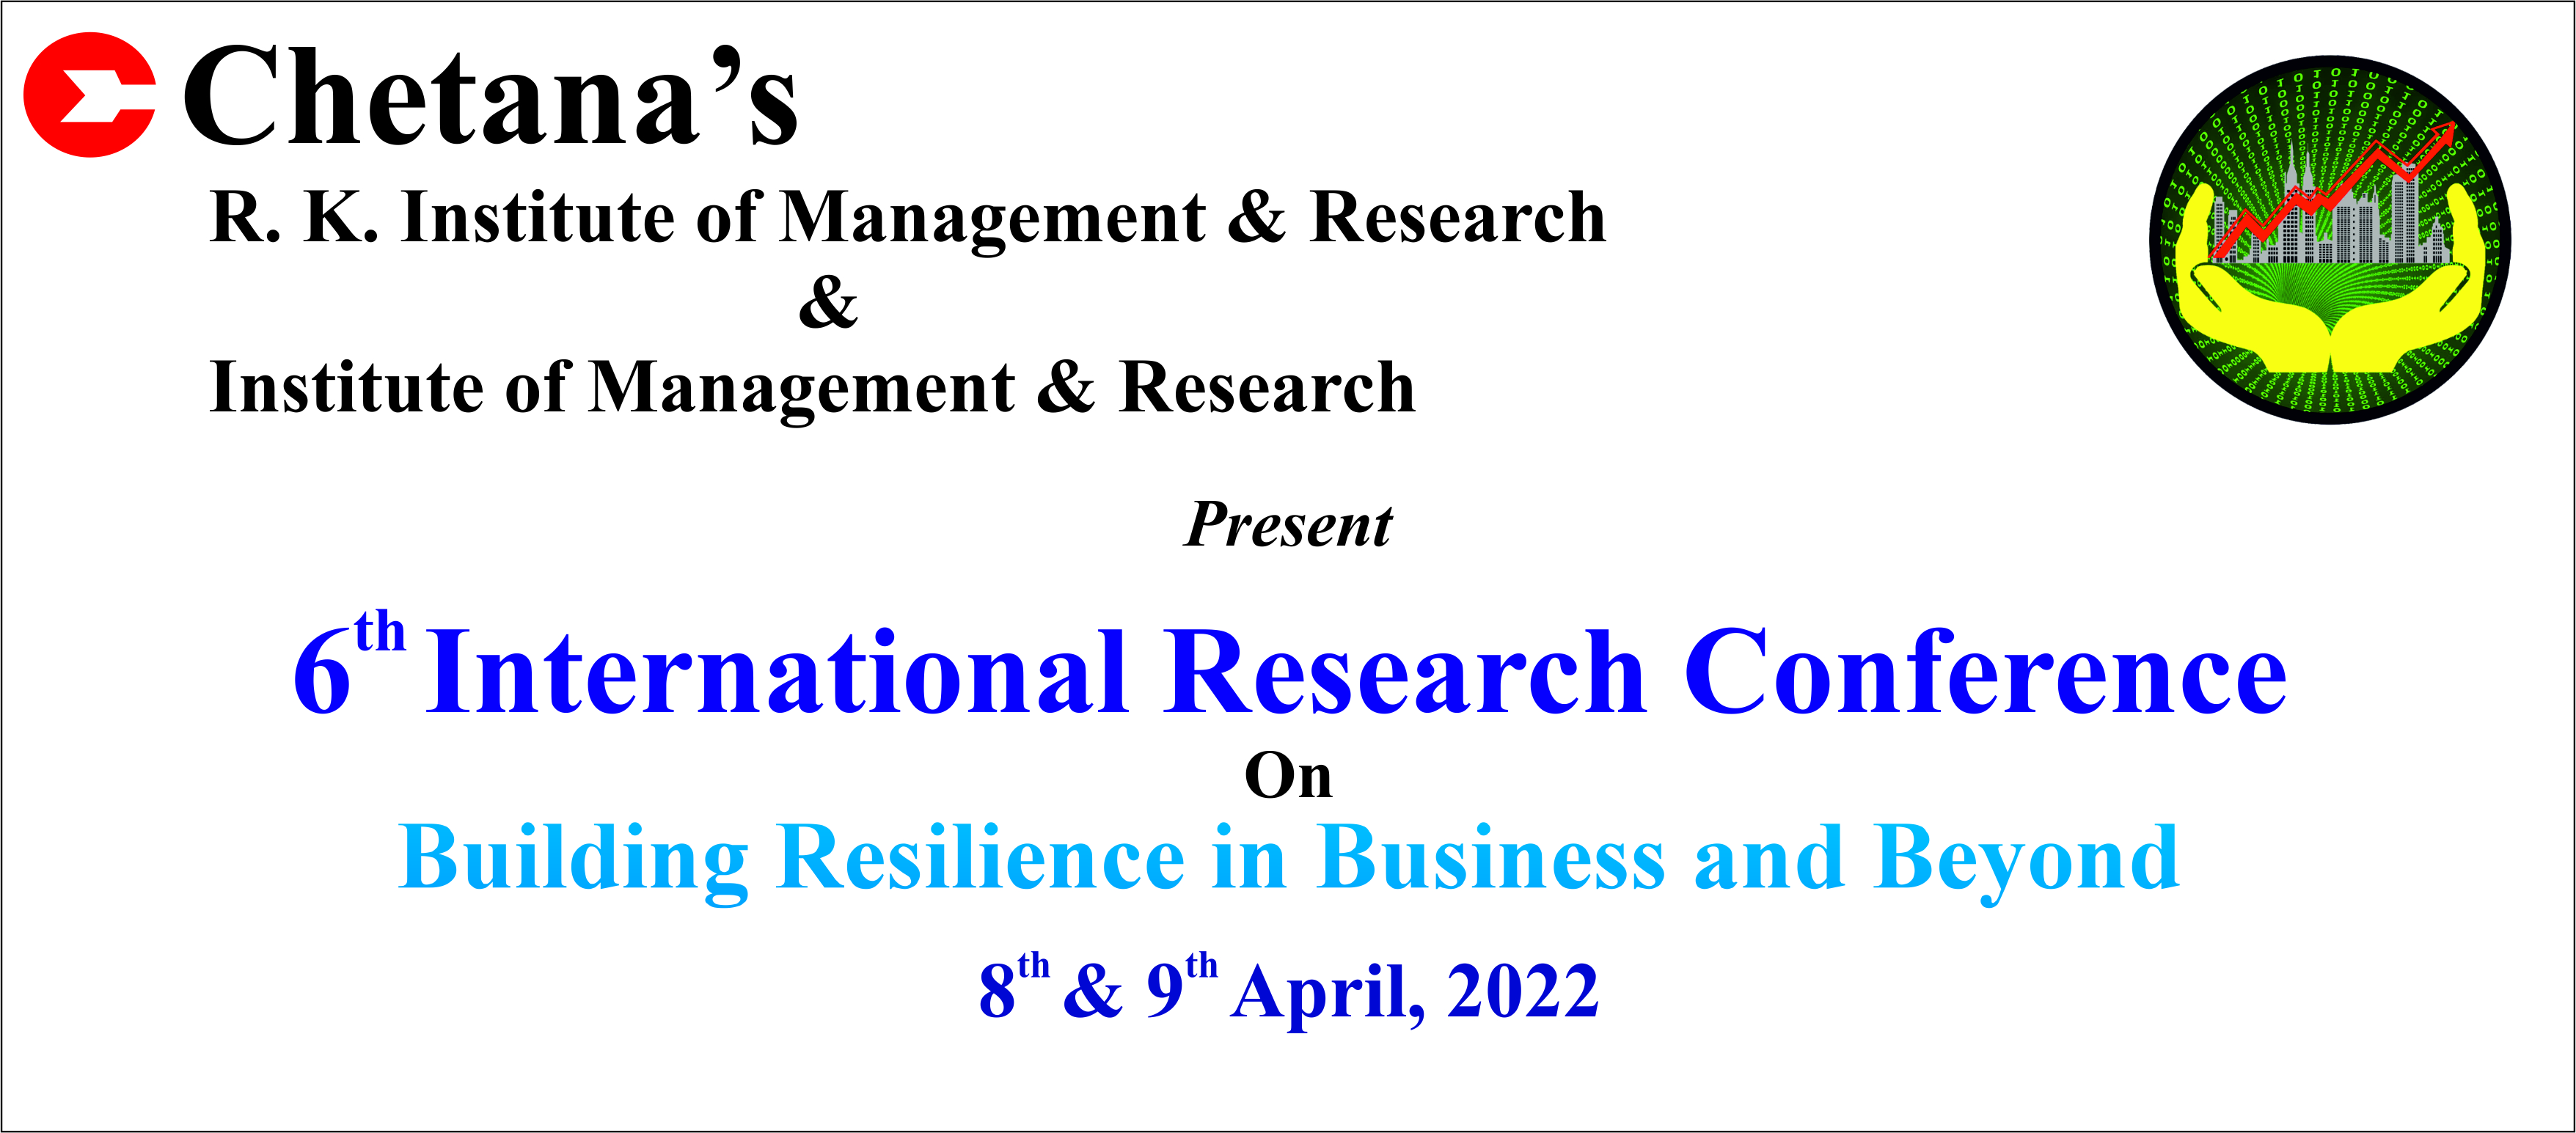 Chetana’s
R. K. Institute of Management & Research
&
Institute of Management & Research
Present
6th International Research Conference
On
Building Resilience in Business and Beyond
8th & 9th April, 2022